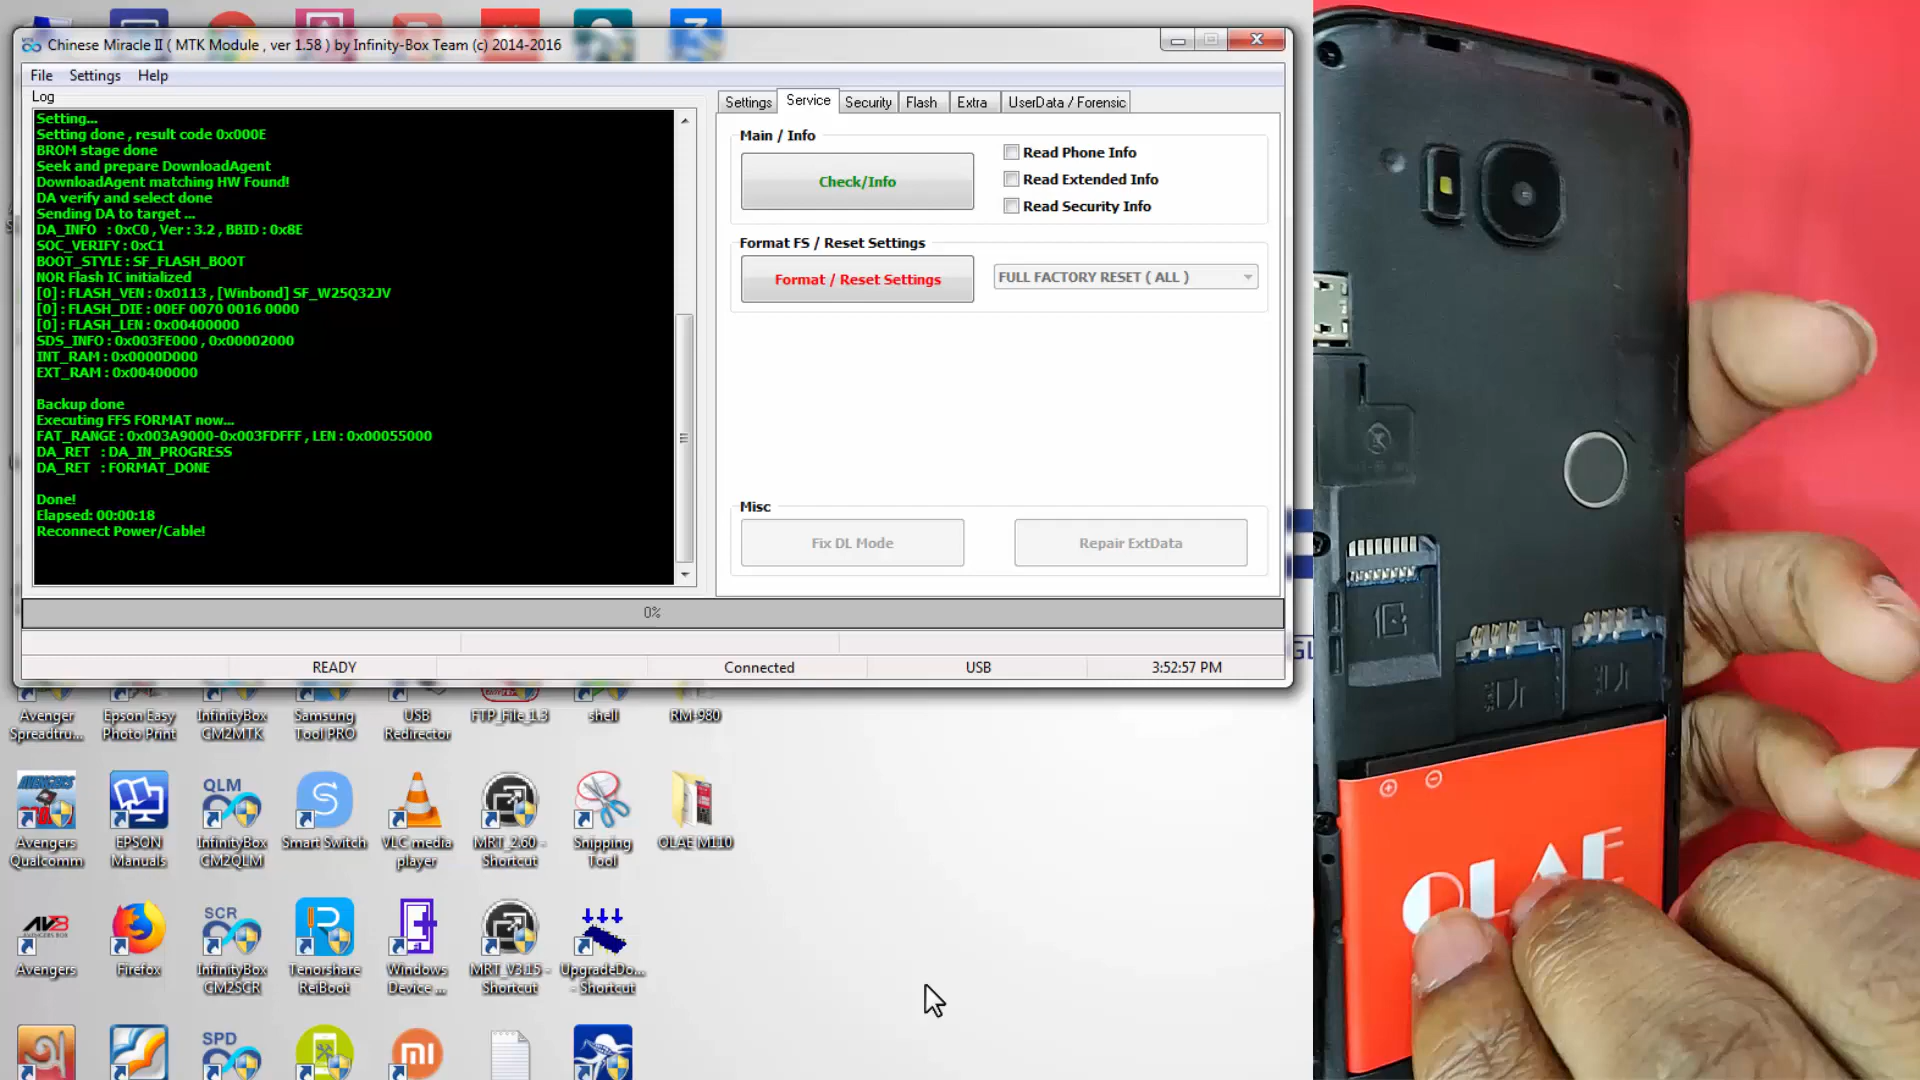 Chinese Miracle II ( MTK Module , ver 1.58 ) by Infinity-Box Team (c) 2014-2016
File Settings Help
Log
Setting...
Setting done , result code 0x000E
BROM stage done
Seek and prepare DownloadAgent
DownloadAgent matching HW Found!
DA verify and select done
Sending DA to target ...
DA_INFO : 0xC0 , Ver : 3.2 , BBID : 0x8E
SOC_VERIFY : 0xC1
BOOT_STYLE : SF_FLASH_BOOT
NOR Flash IC initialized
[0] : FLASH_VEN : 0x0113 , [Winbond] SF_W25Q32JV
[0] : FLASH_DIE : 00EF 0070 0016 0000
[0] : FLASH_LEN : 0x00400000
SDS_INFO : 0x003FE000 , 0x00002000
INT_RAM : 0x0000D000
EXT_RAM : 0x00400000
Backup done
Executing FFS FORMAT now...
FAT_RANGE : 0x003A9000-0x003FDFFF , LEN : 0x00055000
DA_RET : DA_IN_PROGRESS
DA_RET : FORMAT_DONE
Done!
Elapsed: 00:00:18
Reconnect Power/Cable!
Settings Service Security Flash Extra UserData / Forensic
Main / Info
Check/Info
Read Phone Info
Read Extended Info
Read Security Info
Format FS / Reset Settings
Format / Reset Settings
FULL FACTORY RESET ( ALL )
Misc
Fix DL Mode
Repair ExtData
0%
READY Connected USB 3:52:57 PM
Avenger Spreadtru...
Epson Easy Photo Print
InfinityBox CM2MTK
Samsung Tool PRO
USB Redirector
FTP_File_1.3
shell
RM-980
Avengers Qualcomm
EPSON Manuals
QLM
InfinityBox CM2QLM
Smart Switch
VLC media player
MRT_2.60 - Shortcut
Snipping Tool
OLAE M110
Avengers
Firefox
SCR
InfinityBox CM2SCR
Tenorshare ReiBoot
Windows Device ...
MRT_V3.15 - Shortcut
UpgradeDo... - Shortcut
SPD
OLAE